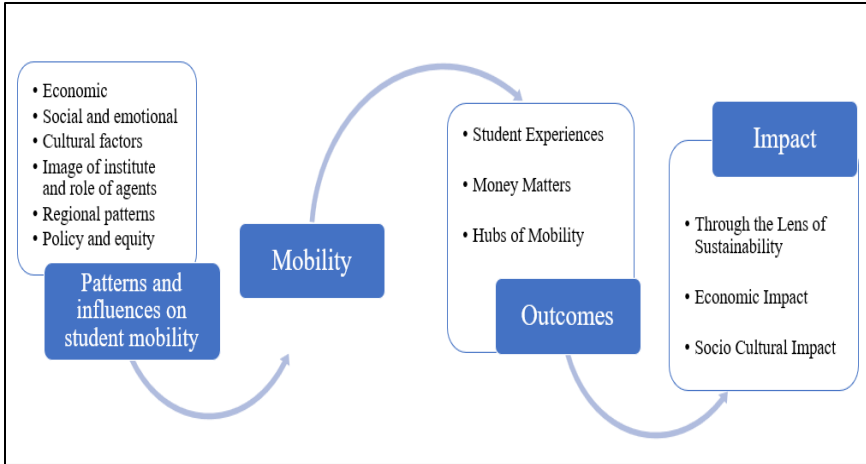 • Economic
• Social and emotional
• Cultural factors
• Image of institute
and role of agents
• Regional patterns
• Policy and equity
Patterns and
influences on
student mobility
Mobility
• Student Experiences
• Money Matters
• Hubs of Mobility
Outcomes
Impact
• Through the Lens of
Sustainability
• Economic Impact
• Socio Cultural Impact